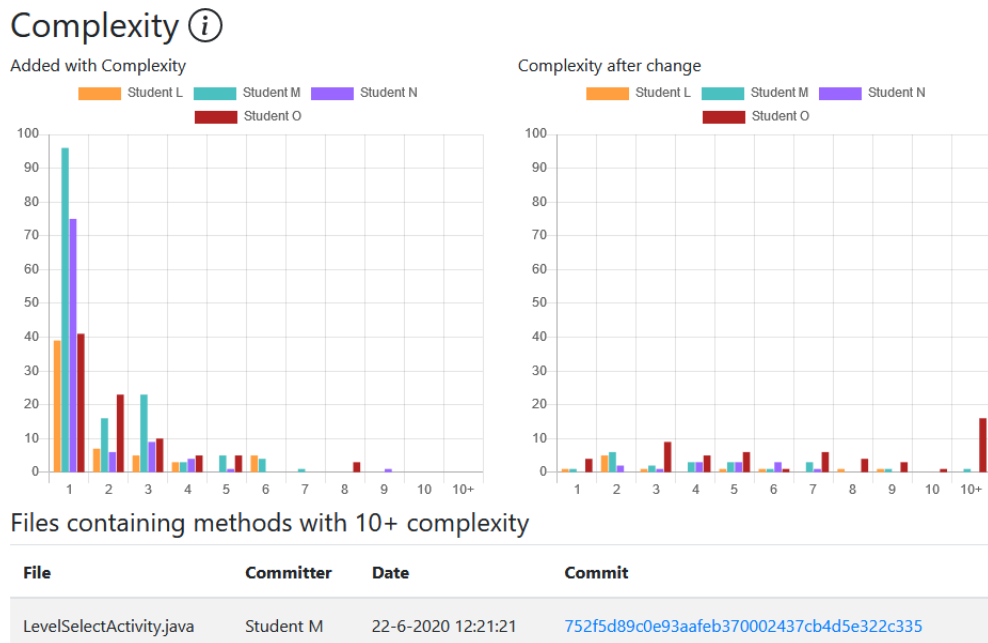 Complexity i
Added with Complexity
Student L Student M Student N
Student O
100
90
80
70
60
50
40
30
20
10
0
1 2 3 4 5 6 7 8 9 10 10+
Complexity after change
Student L Student M Student N
Student O
100
90
80
70
60
50
40
30
20
10
0
1 2 3 4 5 6 7 8 9 10 10+
Files containing methods with 10+ complexity
File Committer Date Commit
LevelSelectActivity.java Student M 22-6-2020 12:21:21 752f5d89c0e93aafeb370002437cb4d5e322c335